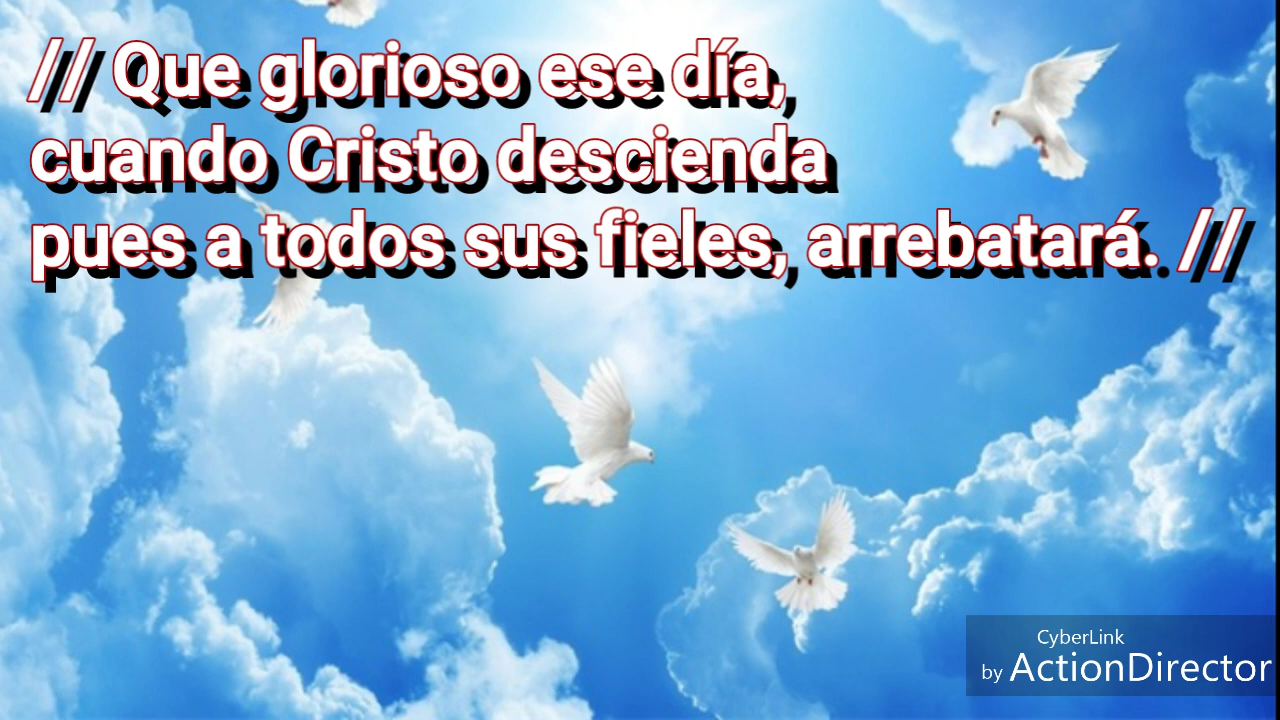 /// Que glorioso ese día,
cuando Cristo descienda
pues a todos sus fieles, arrebatará. //
CyberLink
by ActionDirector